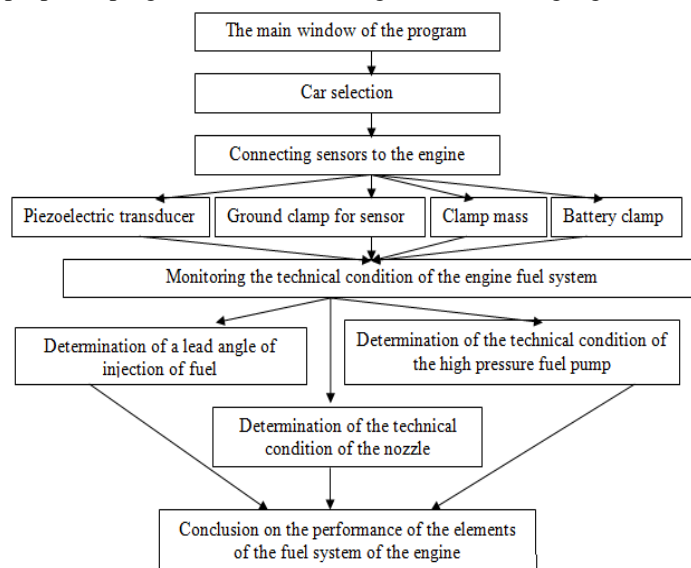 The main window of the program
Car selection
Connecting sensors to the engine
Piezoelectric transducer
Ground clamp for sensor
Clamp mass
Battery clamp
Monitoring the technical condition of the engine fuel system
Determination of a lead angle of
injection of fuel
Determination of the technical condition of
the high pressure fuel pump
Determination of the technical
condition of the nozzle
Conclusion on the performance of the elements
of the fuel system of the engine